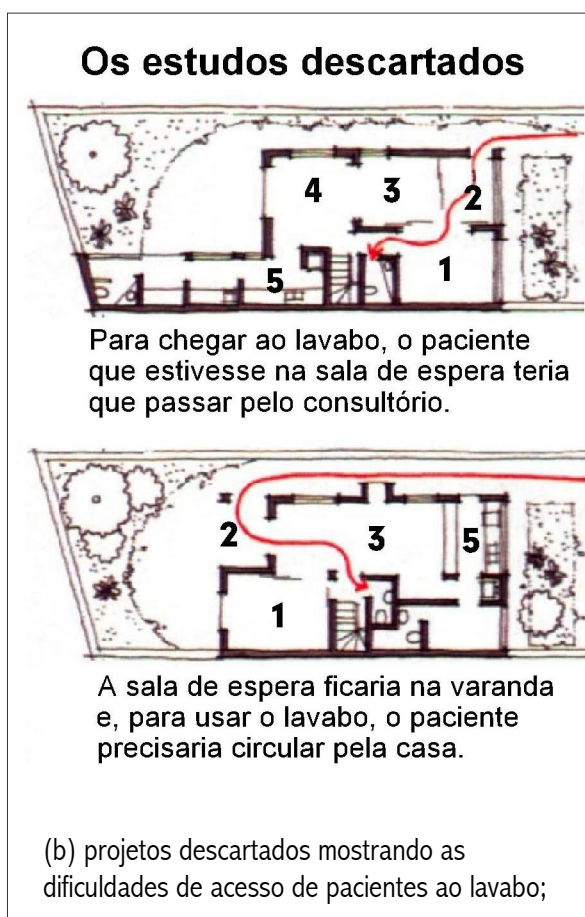 Os estudos descartados
4
3
2
5
1
Para chegar ao lavabo, o paciente
que estivesse na sala de espera teria
que passar pelo consultório.
2
3
5
1
A sala de espera ficaria na varanda
e, para usar o lavabo, o paciente
precisaria circular pela casa.
(b) projetos descartados mostrando as
dificuldades de acesso de pacientes ao lavabo;